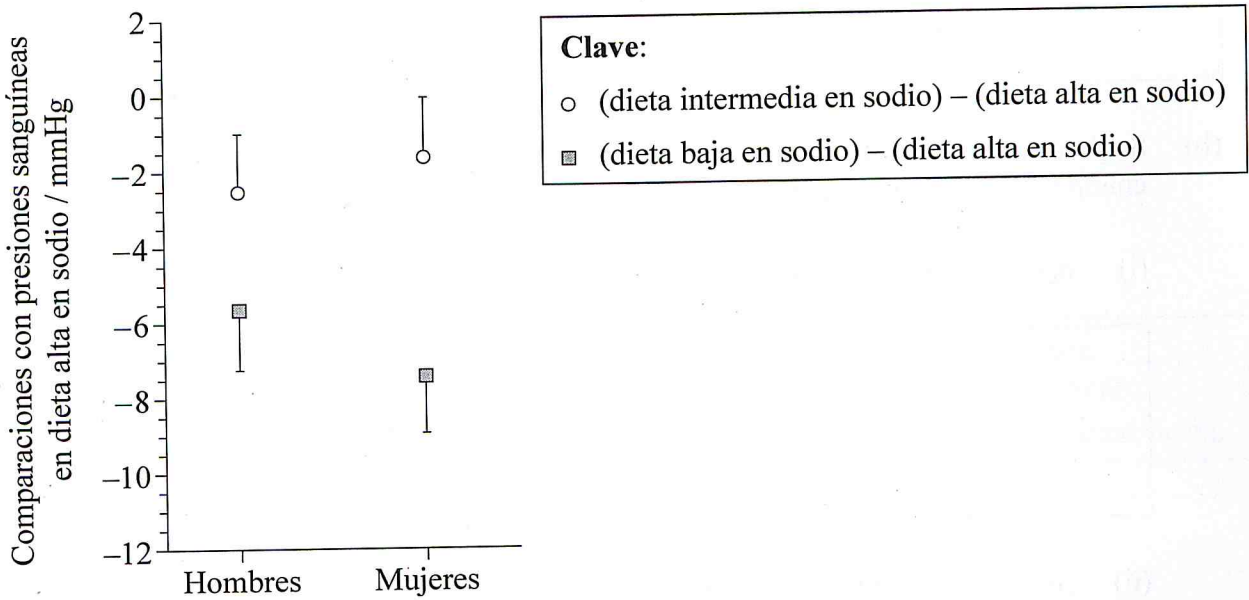 Comparaciones con presiones sanguíneas
en dieta alta en sodio / mmHg
2
0
–2
–4
–6
–8
–10
–12
Hombres
Mujeres
Clave:
(dieta intermedia en sodio) – (dieta alta en sodio)
(dieta baja en sodio) – (dieta alta en sodio)